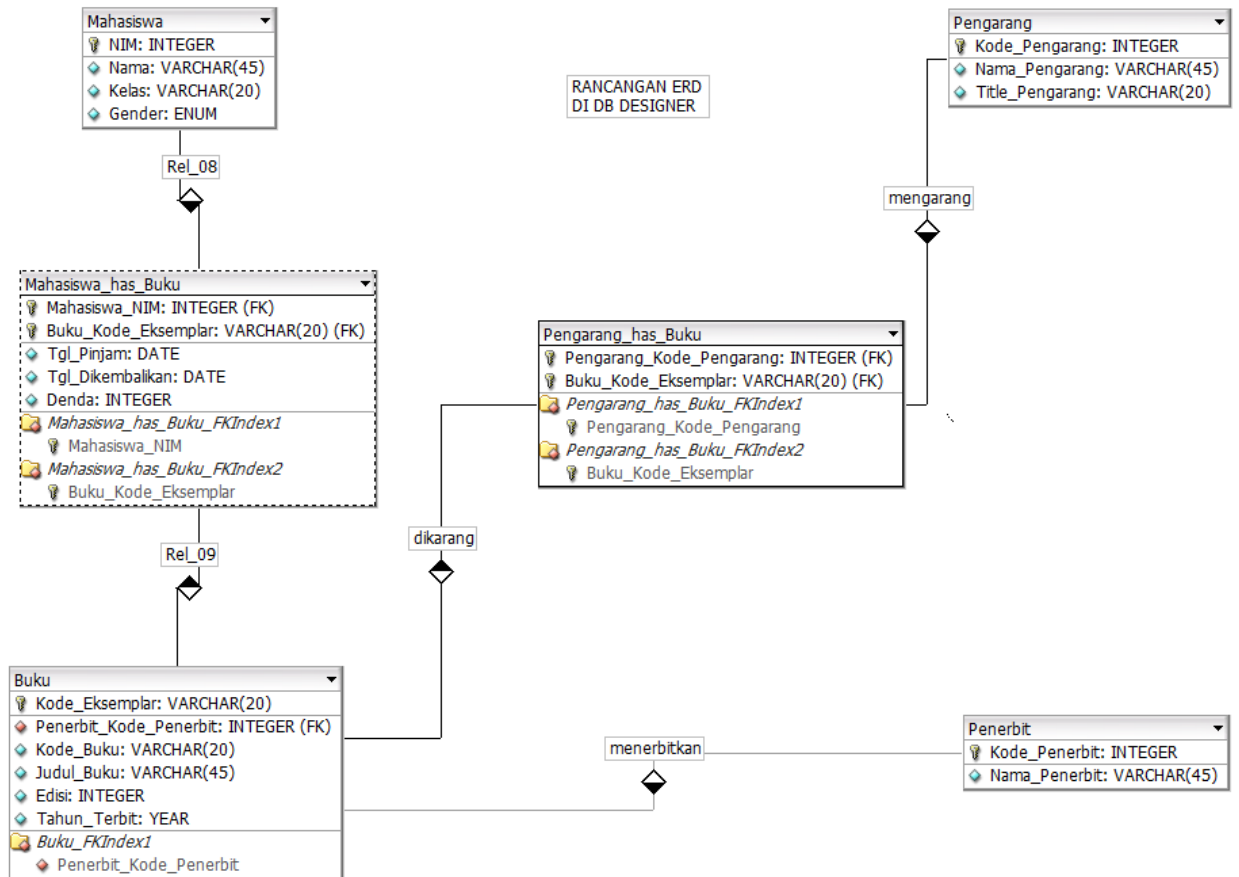 Mahasiswa
NIM: INTEGER
Nama: VARCHAR(45)
Kelas: VARCHAR(20)
Gender: ENUM
Rel_08
RANCANGAN ERD
DI DB DESIGNER
Pengarang
Kode_Pengarang: INTEGER
Nama_Pengarang: VARCHAR(45)
Title_Pengarang: VARCHAR(20)
mengarang
Mahasiswa_has_Buku
Mahasiswa_NIM: INTEGER (FK)
Buku_Kode_Eksemplar: VARCHAR(20) (FK)
Tgl_Pinjam: DATE
Tgl_Dikembalikan: DATE
Denda: INTEGER
Mahasiswa_has_Buku_FKIndex1
Mahasiswa_NIM
Mahasiswa_has_Buku_FKIndex2
Buku_Kode_Eksemplar
Pengarang_has_Buku
Pengarang_Kode_Pengarang: INTEGER (FK)
Buku_Kode_Eksemplar: VARCHAR(20) (FK)
Pengarang_has_Buku_FKIndex1
Pengarang_Kode_Pengarang
Pengarang_has_Buku_FKIndex2
Buku_Kode_Eksemplar
Rel_09
dikarang
Buku
Kode_Eksemplar: VARCHAR(20)
Penerbit_Kode_Penerbit: INTEGER (FK)
Kode_Buku: VARCHAR(20)
Judul_Buku: VARCHAR(45)
Edisi: INTEGER
Tahun_Terbit: YEAR
Buku_FKIndex1
Penerbit_Kode_Penerbit
menerbitkan
Penerbit
Kode_Penerbit: INTEGER
Nama_Penerbit: VARCHAR(45)